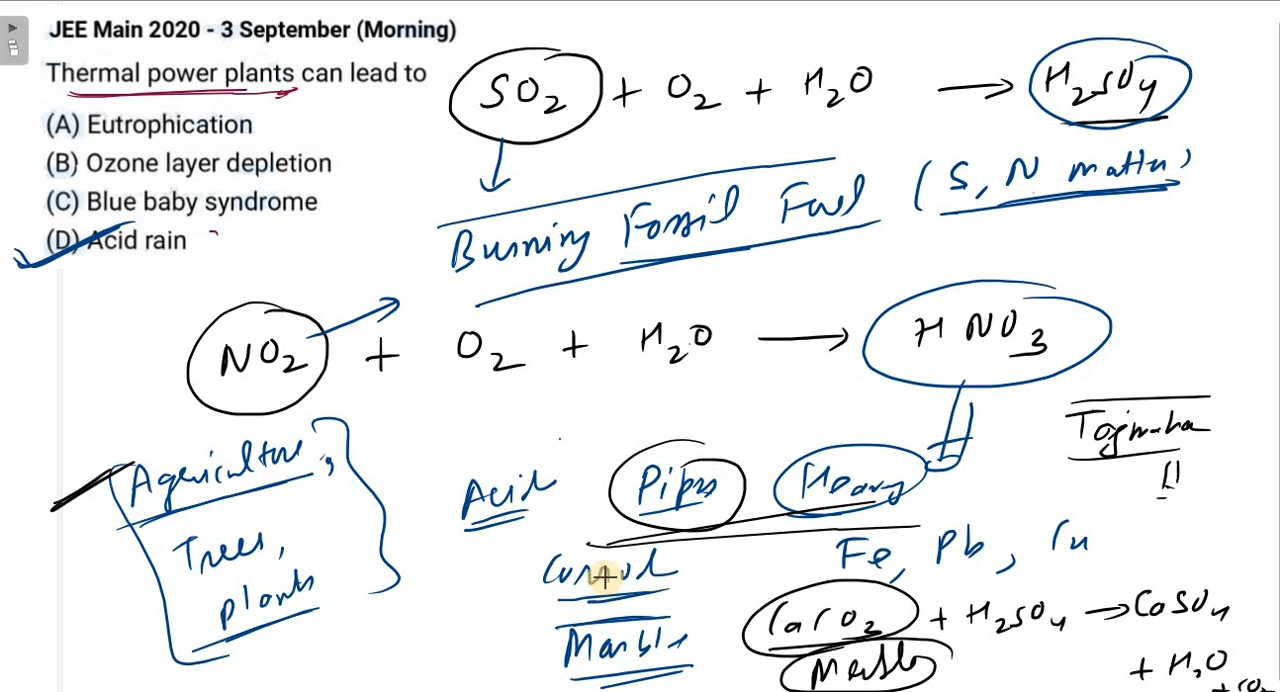 JEE Main 2020 - 3 September (Morning)
Thermal power plants can lead to
(A) Eutrophication
(B) Ozone layer depletion
(C) Blue baby syndrome
(D) Acid rain
SO2 + O2 + H2O → H2SO4
Burning Fossil Fuel (S, N matter)
NO2 + O2 + H2O → HNO3
Agriculture,
Trees,
plants
Acid Pipes Heavy
Fe, Pb, Cu
Control
Marble
CaCO3 + H2SO4 → CaSO4
Marble
+ H2O
+ CO2